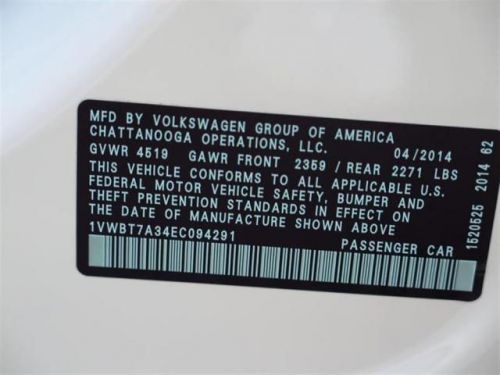 MFD BY VOLKSWAGEN GROUP OF AMERICA
CHATTANOOGA OPERATIONS, LLC. 04/2014
GVWR 4519 GAWR FRONT 2359 / REAR 2271 LBS
THIS VEHICLE CONFORMS TO ALL APPLICABLE U.S.
FEDERAL MOTOR VEHICLE SAFETY, BUMPER AND
THEFT PREVENTION STANDARDS IN EFFECT ON
THE DATE OF MANUFACTURE SHOWN ABOVE
1VWBT7A34EC094291 PASSENGER CAR
1520625 2014 62